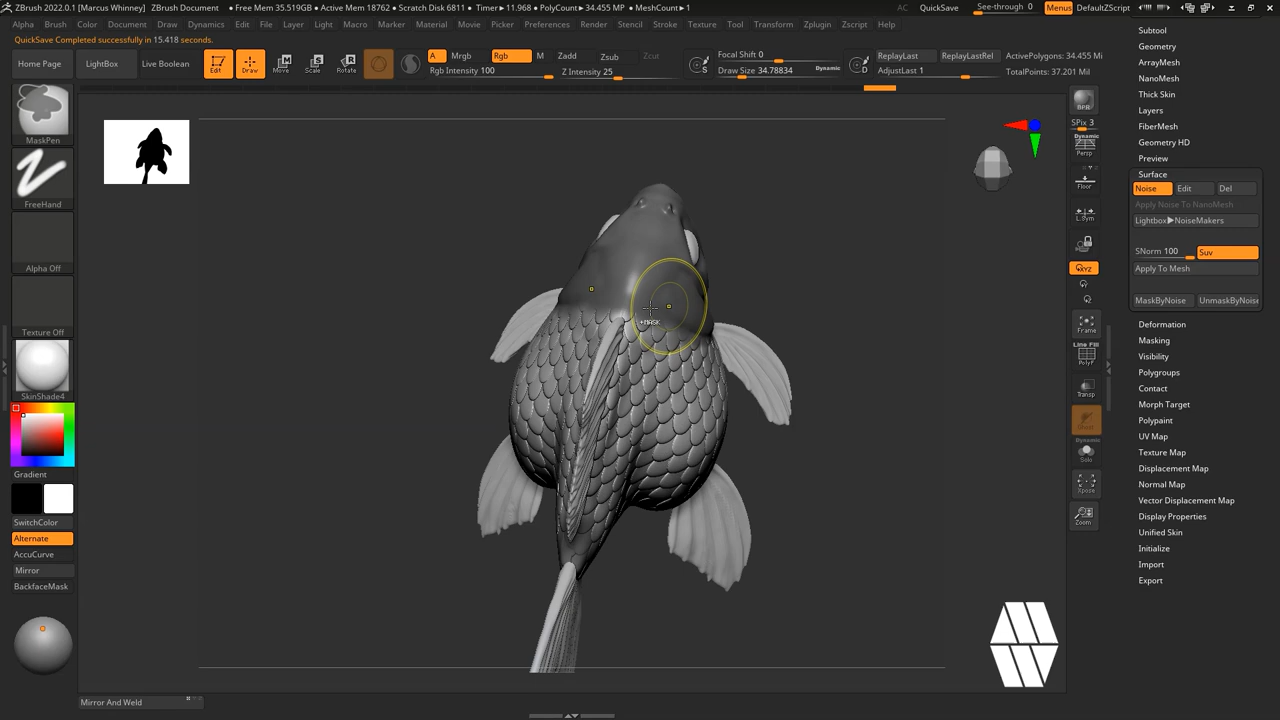 ZBrush 2022.0.1 [Marcus Whinney] ZBrush Document • Free Mem 35.519GB • Active Mem 18762 • Scratch Disk 6811 • Timer▶11.968 • PolyCount▶34.455 MP • MeshCount▶1 AC QuickSave See-through 0 Menus DefaultZScript
Alpha Brush Color Document Draw Dynamics Edit File Layer Light Macro Marker Material Movie Picker Preferences Render Stencil Stroke Texture Tool Transform Zplugin Zscript Help
QuickSave Completed successfully in 15.418 seconds.
Home Page LightBox Live Boolean Edit Draw Move Scale Rotate
A Mrgb Rgb M Zadd Zsub Zcut
Rgb Intensity 100 Z Intensity 25
S Focal Shift 0
Draw Size 34.78834 Dynamic
D ReplayLast ReplayLastRel ActivePolygons: 34.455 Mi
AdjustLast 1 TotalPoints: 37.201 Mi
MaskPen
FreeHand
Alpha Off
Texture Off
SkinShade4
Gradient
SwitchColor
Alternate
AccuCurve
Mirror
BackfaceMask
+MASK
Mirror And Weld
BPR
SPix 3
Dynamic
Persp
Floor
L.Sym
XYZ
Frame
Line Fill
PolyF
Transp
Ghost
Dynamic
Solo
Xpose
Zoom
Subtool
Geometry
ArrayMesh
NanoMesh
Thick Skin
Layers
FiberMesh
Geometry HD
Preview
Surface
Noise Edit Del
Apply Noise To NanoMesh
Lightbox▶NoiseMakers
SNorm 100 Suv
Apply To Mesh
MaskByNoise UnmaskByNoise
Deformation
Masking
Visibility
Polygroups
Contact
Morph Target
Polypaint
UV Map
Texture Map
Displacement Map
Normal Map
Vector Displacement Map
Display Properties
Unified Skin
Initialize
Import
Export